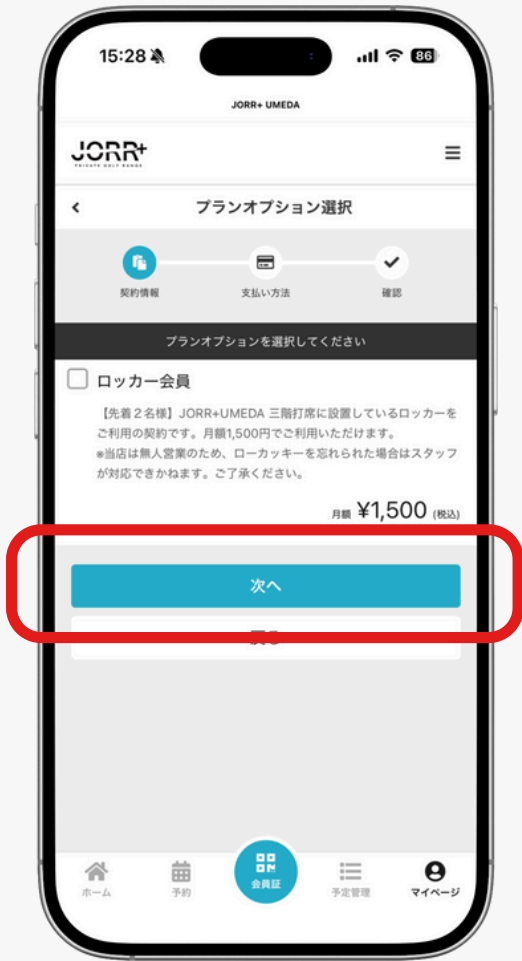 15:28
86
JORR+ UMEDA
JORR+
PRIVATE GOLF RANGE
プランオプション選択
契約情報
支払い方法
確認
プランオプションを選択してください
ロッカー会員
【先着2名様】JORR+UMEDA 三階打席に設置しているロッカーを
ご利用の契約です。月額1,500円でご利用いただけます。
※当店は無人営業のため、ローカッキーを忘れられた場合はスタッフ
が対応できかねます。ご了承ください。
月額 ¥1,500 (税込)
次へ
ホーム
予約
会員証
予定管理
マイページ